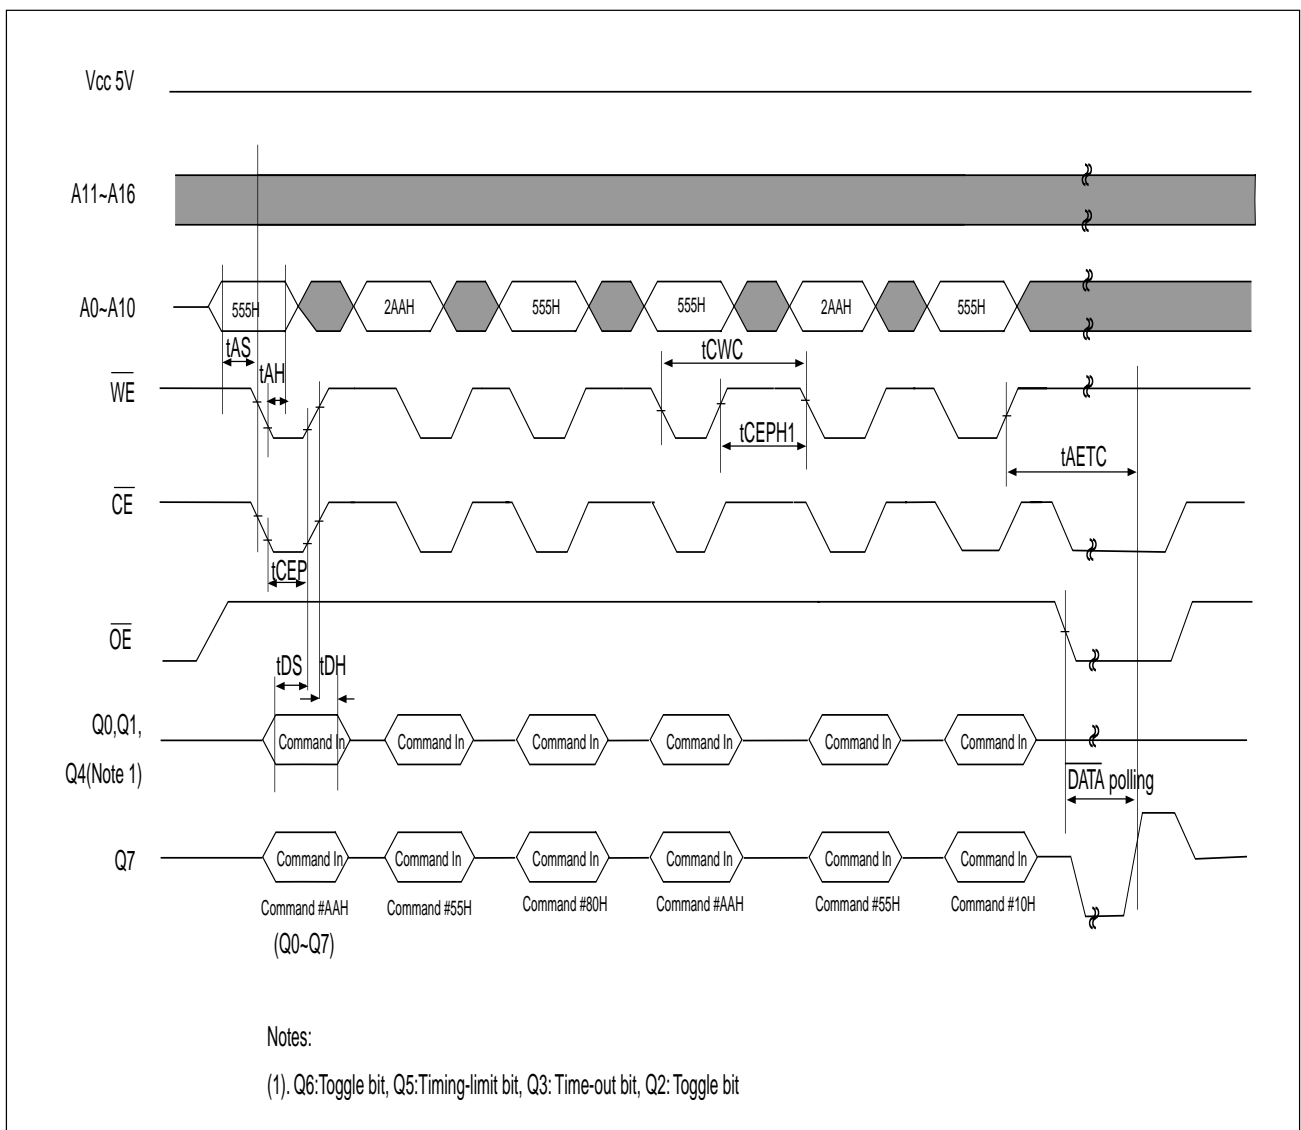 Vcc 5V
A11~A16
A0~A10
555H 2AAH 555H 555H 2AAH 555H
tAS
tCWC
tAH
WE
tCEPH1
tAETC
CE
tCEP
OE
tDS tDH
Q0,Q1,
Command In Command In Command In Command In Command In Command In
Q4(Note 1)
DATA polling
Q7
Command In Command In Command In Command In Command In Command In
Command #AAH Command #55H Command #80H Command #AAH Command #55H Command #10H
(Q0~Q7)
Notes:
(1). Q6:Toggle bit, Q5:Timing-limit bit, Q3: Time-out bit, Q2: Toggle bit